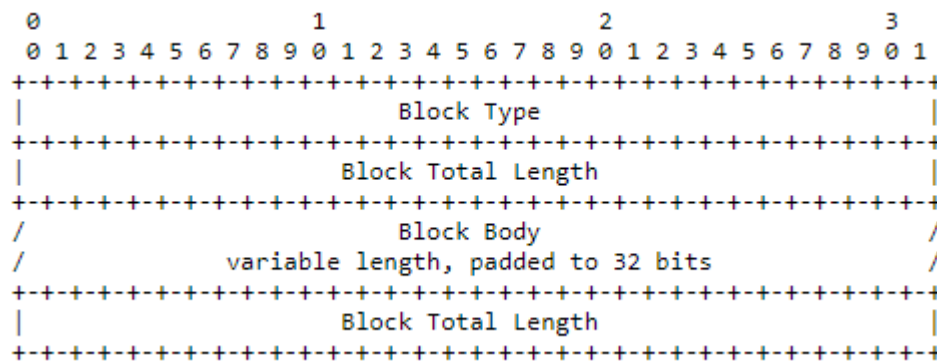 0                   1                   2                   3
0 1 2 3 4 5 6 7 8 9 0 1 2 3 4 5 6 7 8 9 0 1 2 3 4 5 6 7 8 9 0 1
+-+-+-+-+-+-+-+-+-+-+-+-+-+-+-+-+-+-+-+-+-+-+-+-+-+-+-+-+-+-+-+-+
|                          Block Type                           |
+-+-+-+-+-+-+-+-+-+-+-+-+-+-+-+-+-+-+-+-+-+-+-+-+-+-+-+-+-+-+-+-+
|                      Block Total Length                       |
+-+-+-+-+-+-+-+-+-+-+-+-+-+-+-+-+-+-+-+-+-+-+-+-+-+-+-+-+-+-+-+-+
/                          Block Body                           /
/              variable length, padded to 32 bits               /
+-+-+-+-+-+-+-+-+-+-+-+-+-+-+-+-+-+-+-+-+-+-+-+-+-+-+-+-+-+-+-+-+
|                      Block Total Length                       |
+-+-+-+-+-+-+-+-+-+-+-+-+-+-+-+-+-+-+-+-+-+-+-+-+-+-+-+-+-+-+-+-+